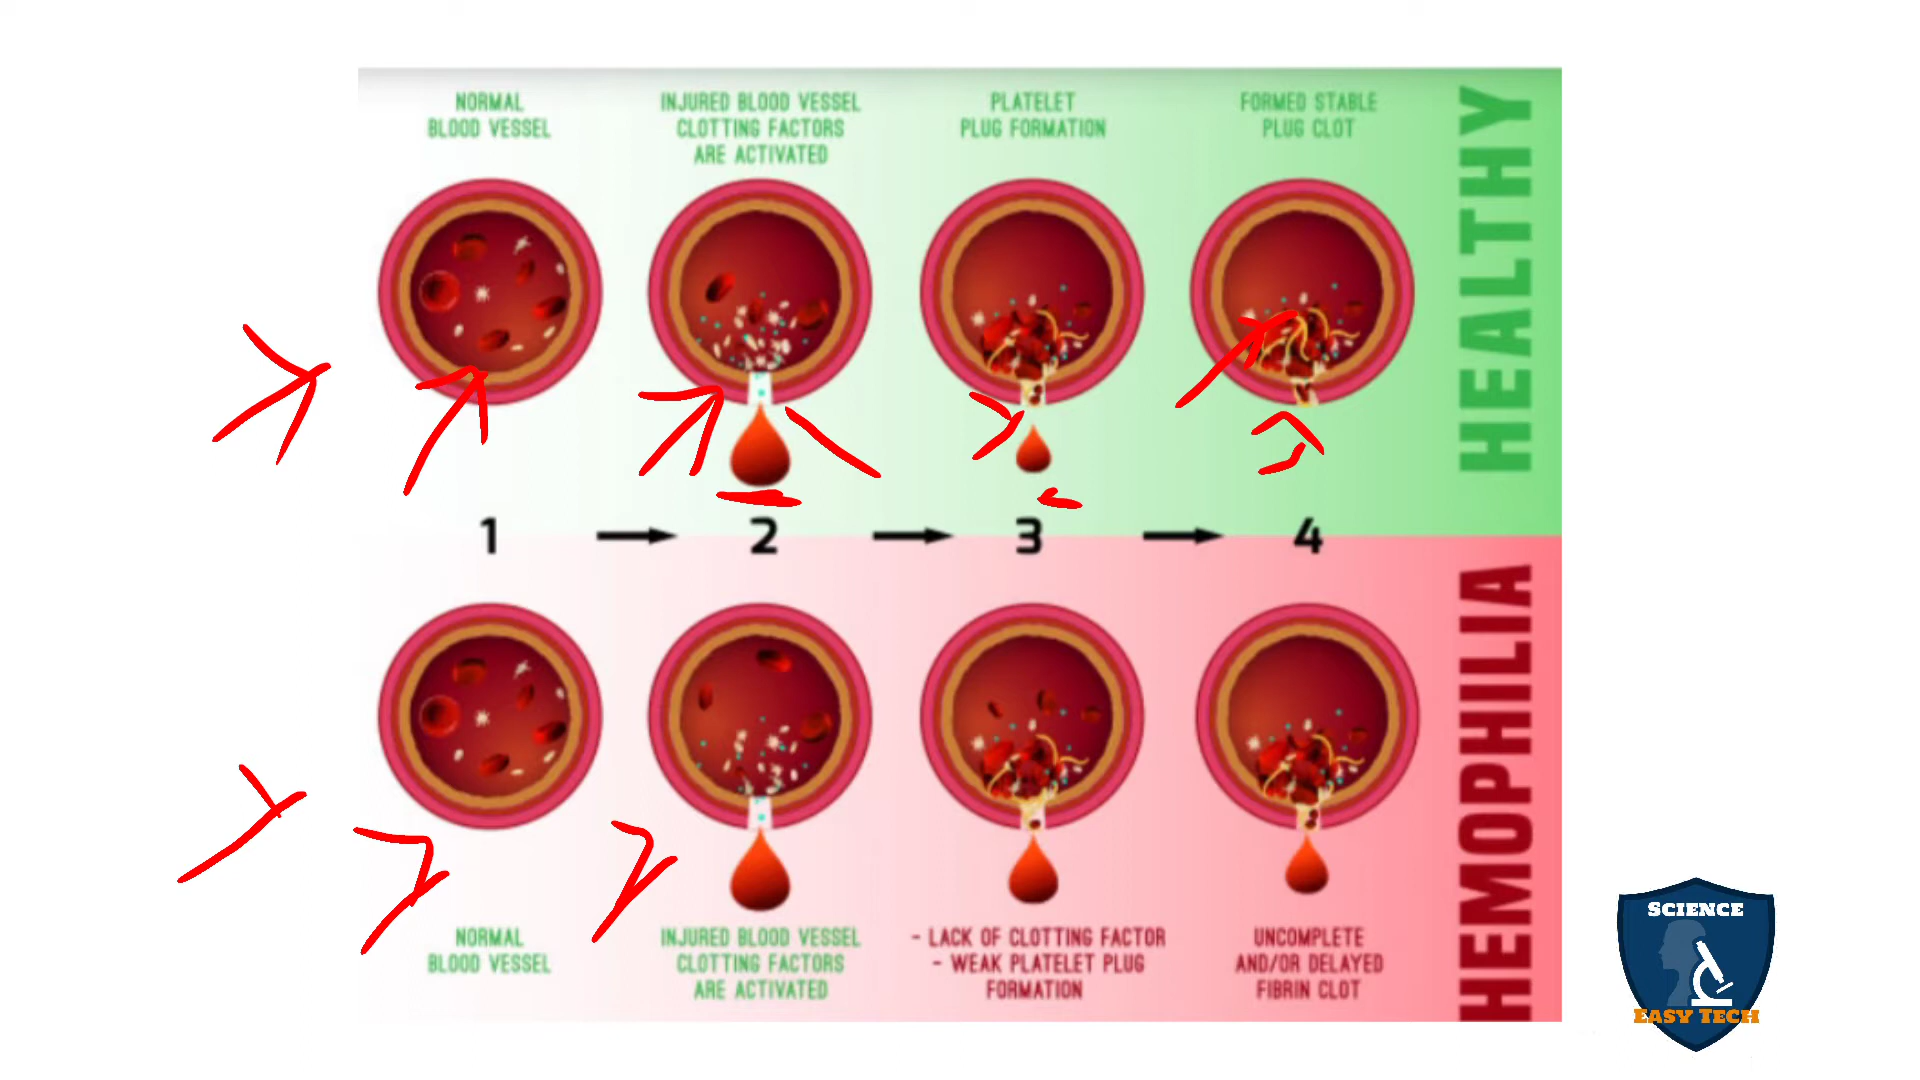 NORMAL
BLOOD VESSEL
INJURED BLOOD VESSEL
CLOTTING FACTORS
ARE ACTIVATED
PLATELET
PLUG FORMATION
FORMED STABLE
PLUG CLOT
HEALTHY
1
2
3
4
HEMOPHILIA
NORMAL
BLOOD VESSEL
INJURED BLOOD VESSEL
CLOTTING FACTORS
ARE ACTIVATED
- LACK OF CLOTTING FACTOR
- WEAK PLATELET PLUG
FORMATION
UNCOMPLETE
AND/OR DELAYED
FIBRIN CLOT
SCIENCE
EASY TECH